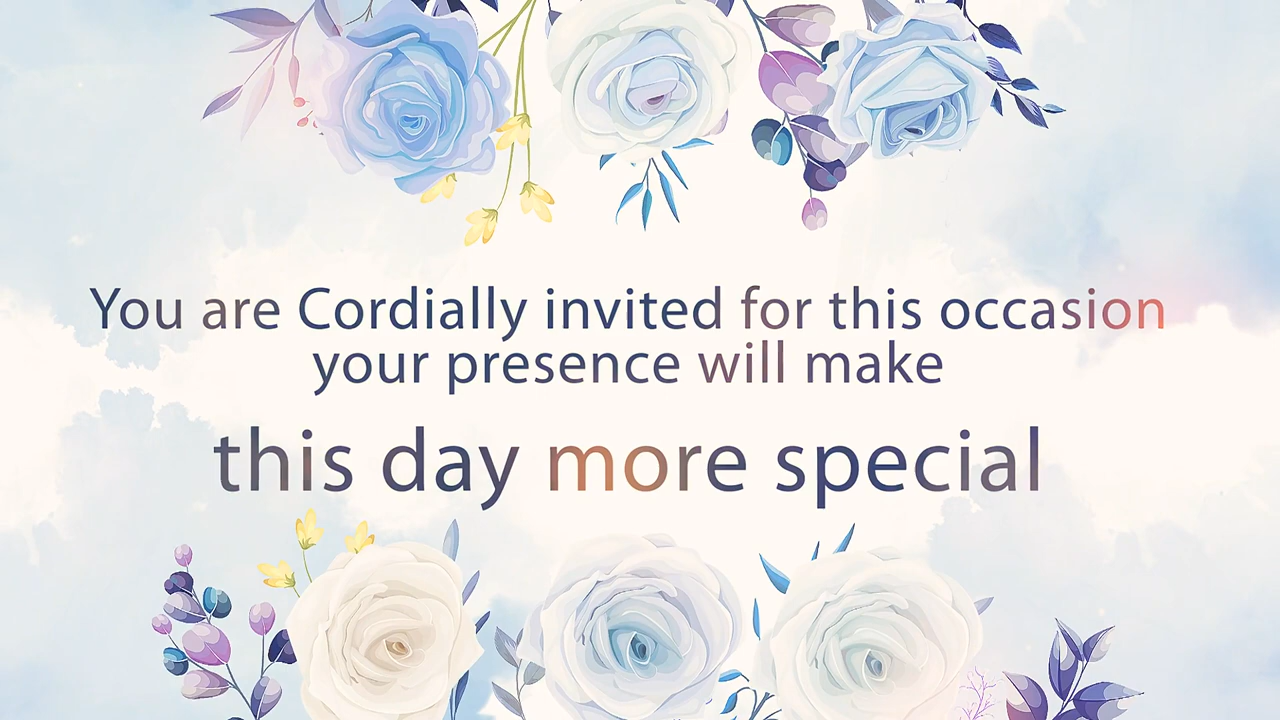 You are Cordially invited for this occasion
your presence will make
this day more special